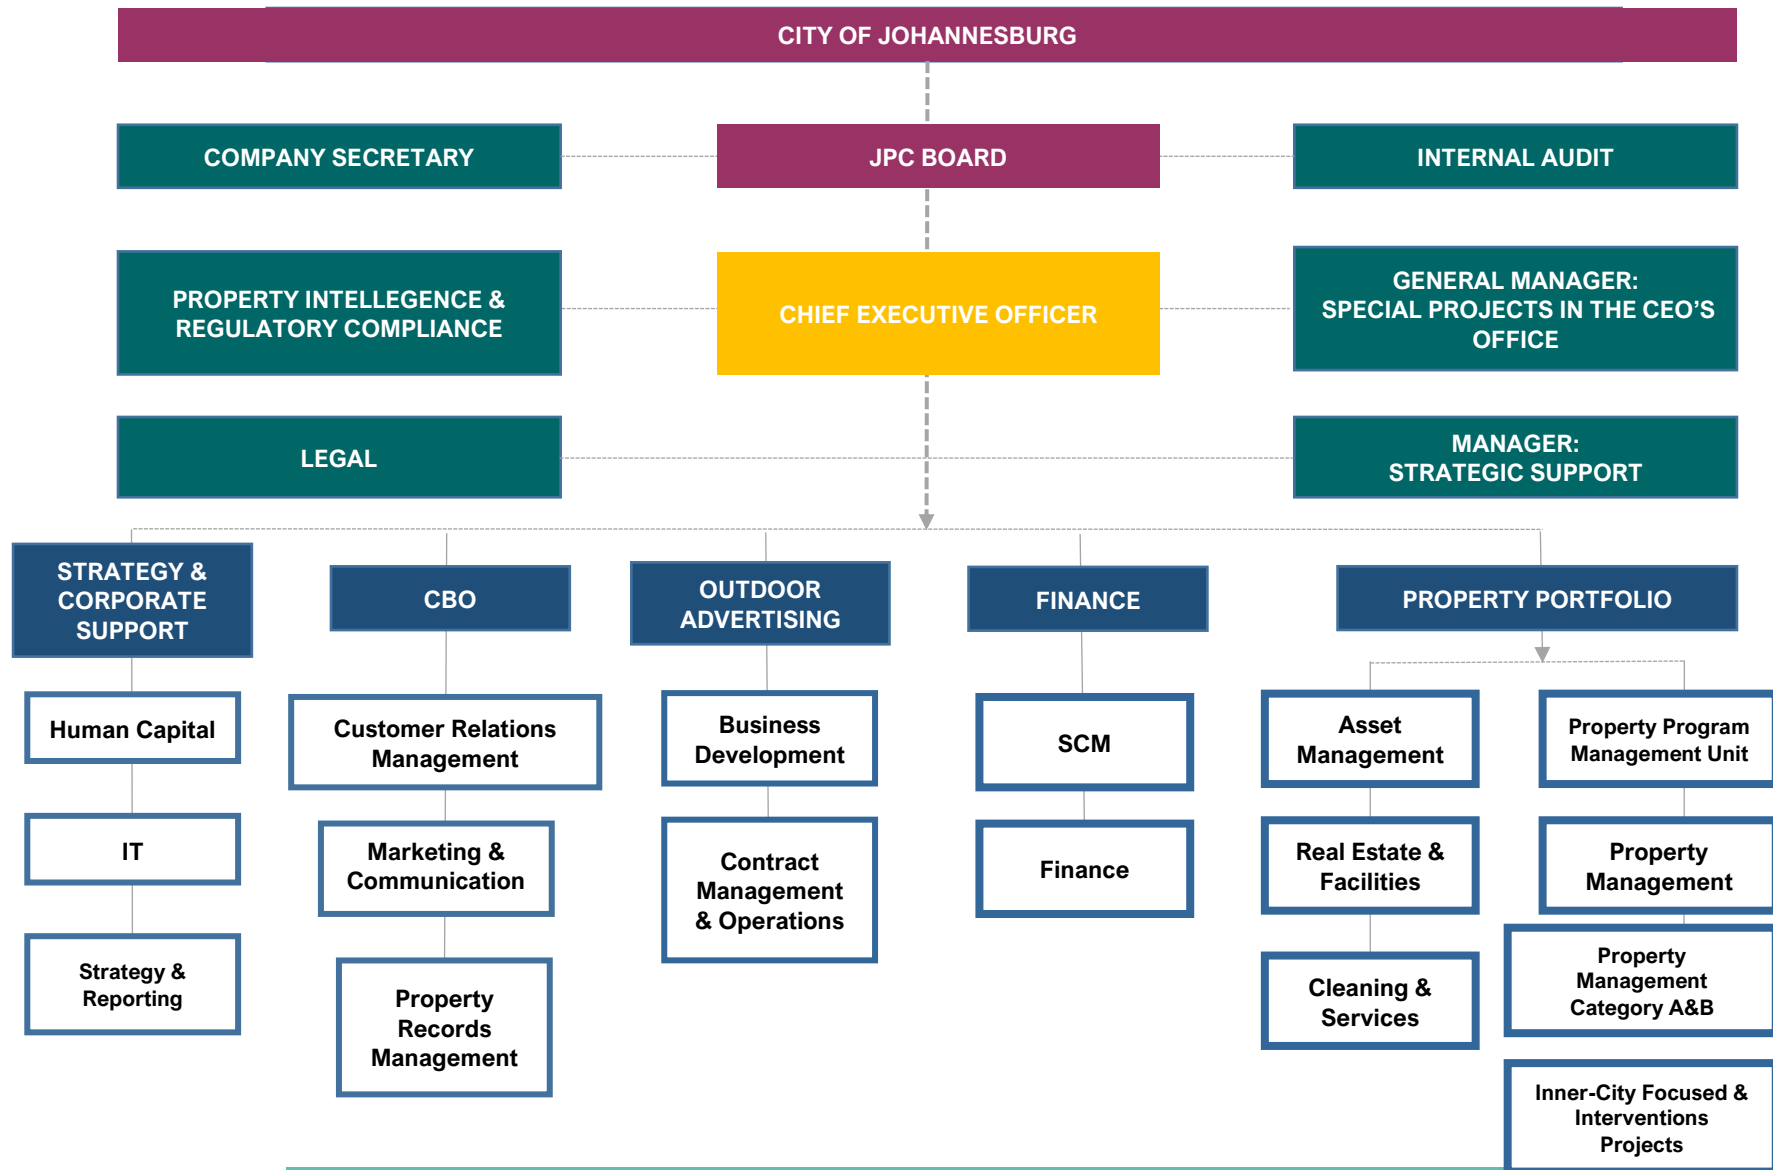 CITY OF JOHANNESBURG
COMPANY SECRETARY
JPC BOARD
INTERNAL AUDIT
PROPERTY INTELLEGENCE &
REGULATORY COMPLIANCE
CHIEF EXECUTIVE OFFICER
GENERAL MANAGER:
SPECIAL PROJECTS IN THE CEO’S
OFFICE
LEGAL
MANAGER:
STRATEGIC SUPPORT
STRATEGY &
CORPORATE
SUPPORT
CBO
OUTDOOR
ADVERTISING
FINANCE
PROPERTY PORTFOLIO
Human Capital
IT
Strategy &
Reporting
Customer Relations
Management
Marketing &
Communication
Property
Records
Management
Business
Development
Contract
Management
& Operations
SCM
Finance
Asset
Management
Real Estate &
Facilities
Cleaning &
Services
Property Program
Management Unit
Property
Management
Property
Management
Category A&B
Inner-City Focused &
Interventions
Projects